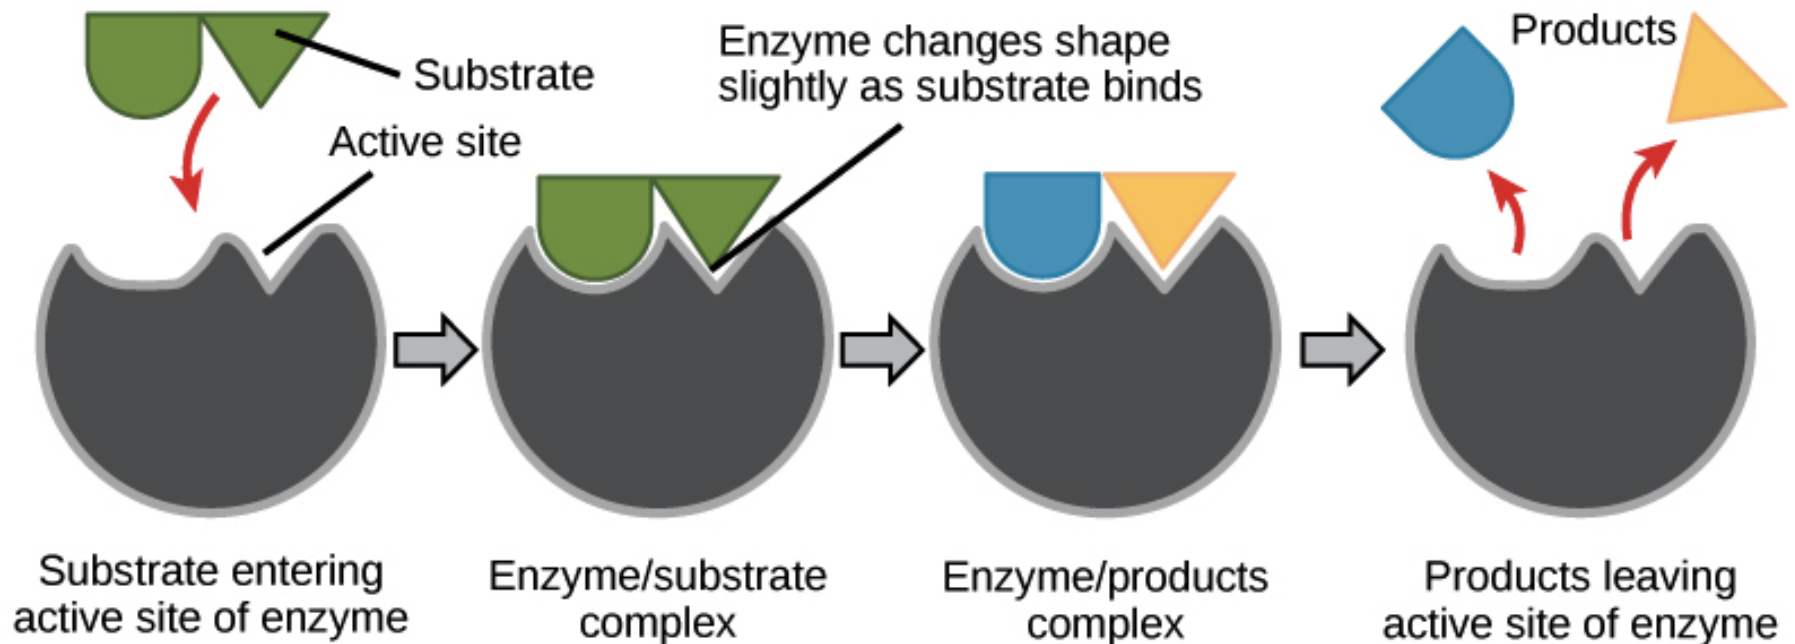 Substrate
Active site
Enzyme changes shape
slightly as substrate binds
Products
Substrate entering
active site of enzyme
Enzyme/substrate
complex
Enzyme/products
complex
Products leaving
active site of enzyme